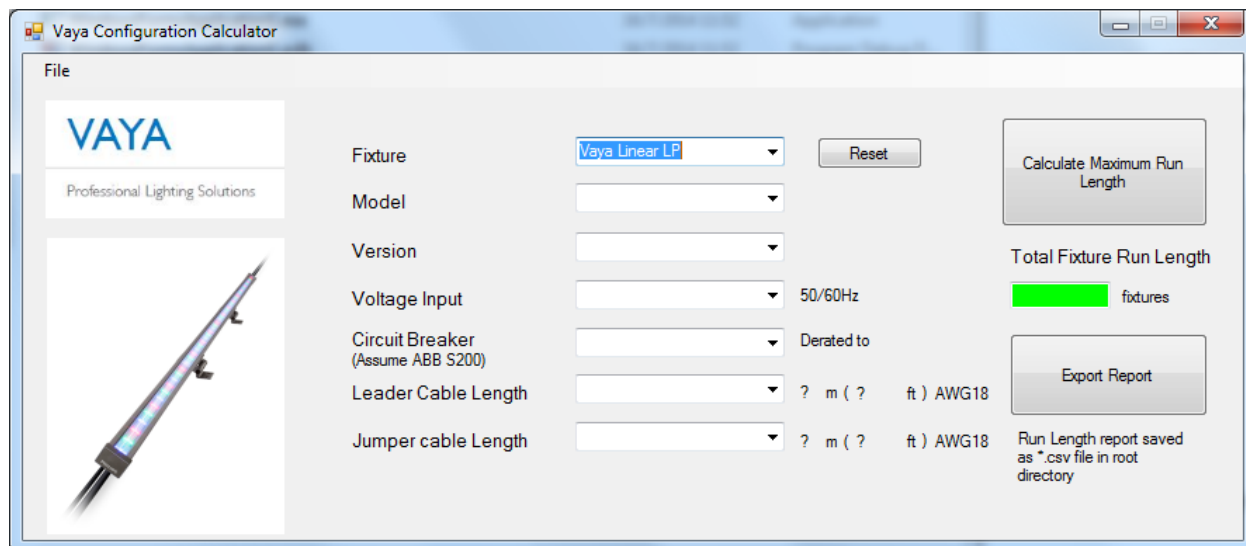 Vaya Configuration Calculator
File
VAYA
Professional Lighting Solutions
Fixture
Vaya Linear LP
Reset
Model
Version
Voltage Input
50/60Hz
Circuit Breaker
(Assume ABB S200)
Derated to
Leader Cable Length
? m ( ? ft ) AWG18
Jumper cable Length
? m ( ? ft ) AWG18
Calculate Maximum Run
Length
Total Fixture Run Length
fixtures
Export Report
Run Length report saved
as *.csv file in root
directory